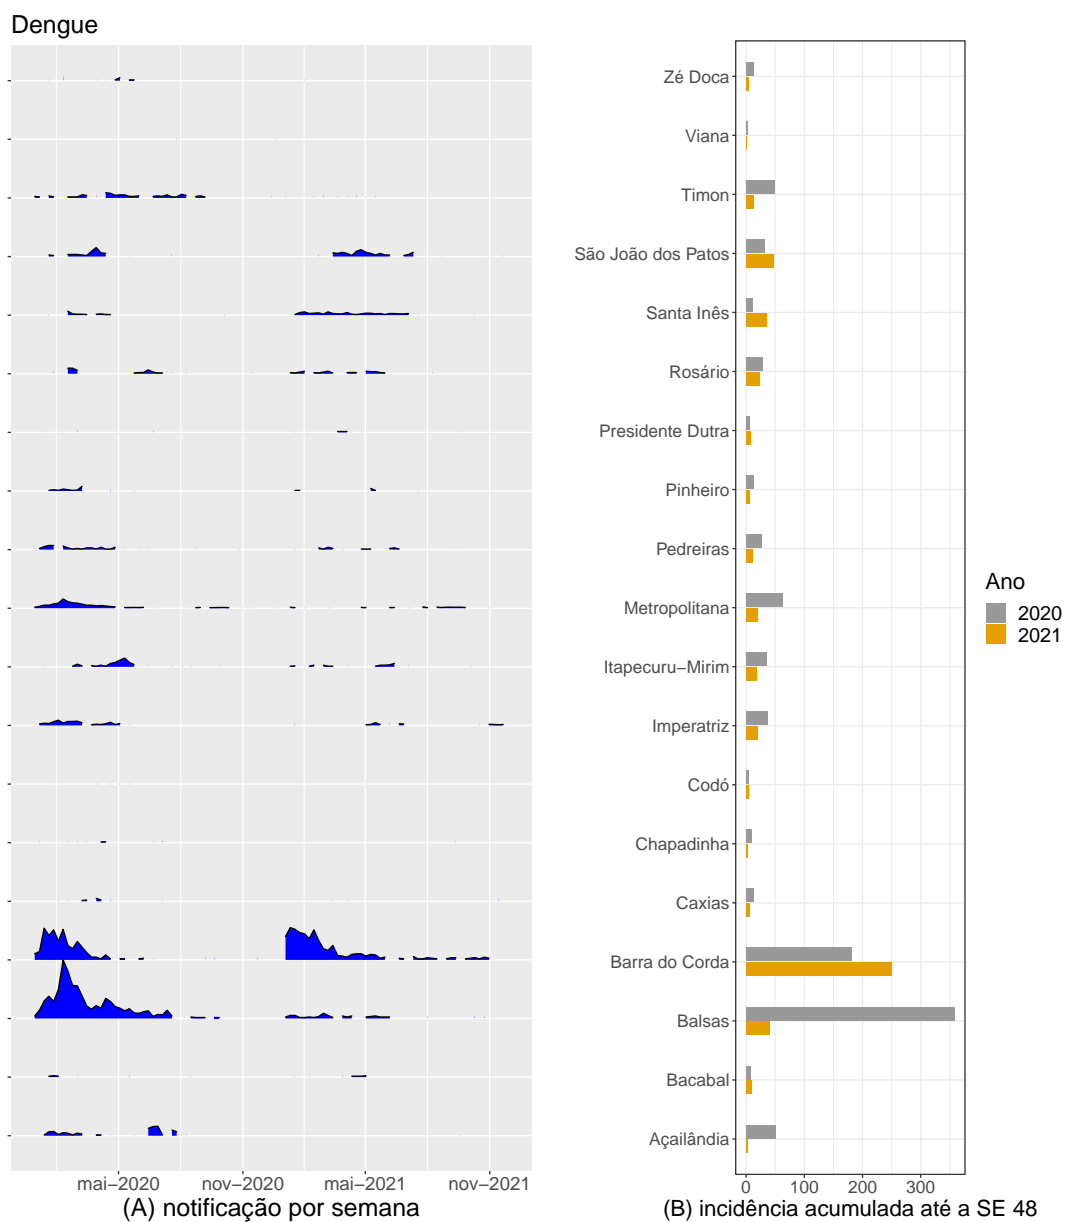 Dengue
mai–2020
nov–2020
mai–2021
nov–2021
(A) notificação por semana
Zé Doca
Viana
Timon
São João dos Patos
Santa Inês
Rosário
Presidente Dutra
Pinheiro
Pedreiras
Metropolitana
Itapecuru–Mirim
Imperatriz
Codó
Chapadinha
Caxias
Barra do Corda
Balsas
Bacabal
Açailândia
0
100
200
300
(B) incidência acumulada até a SE 48
Ano
2020
2021